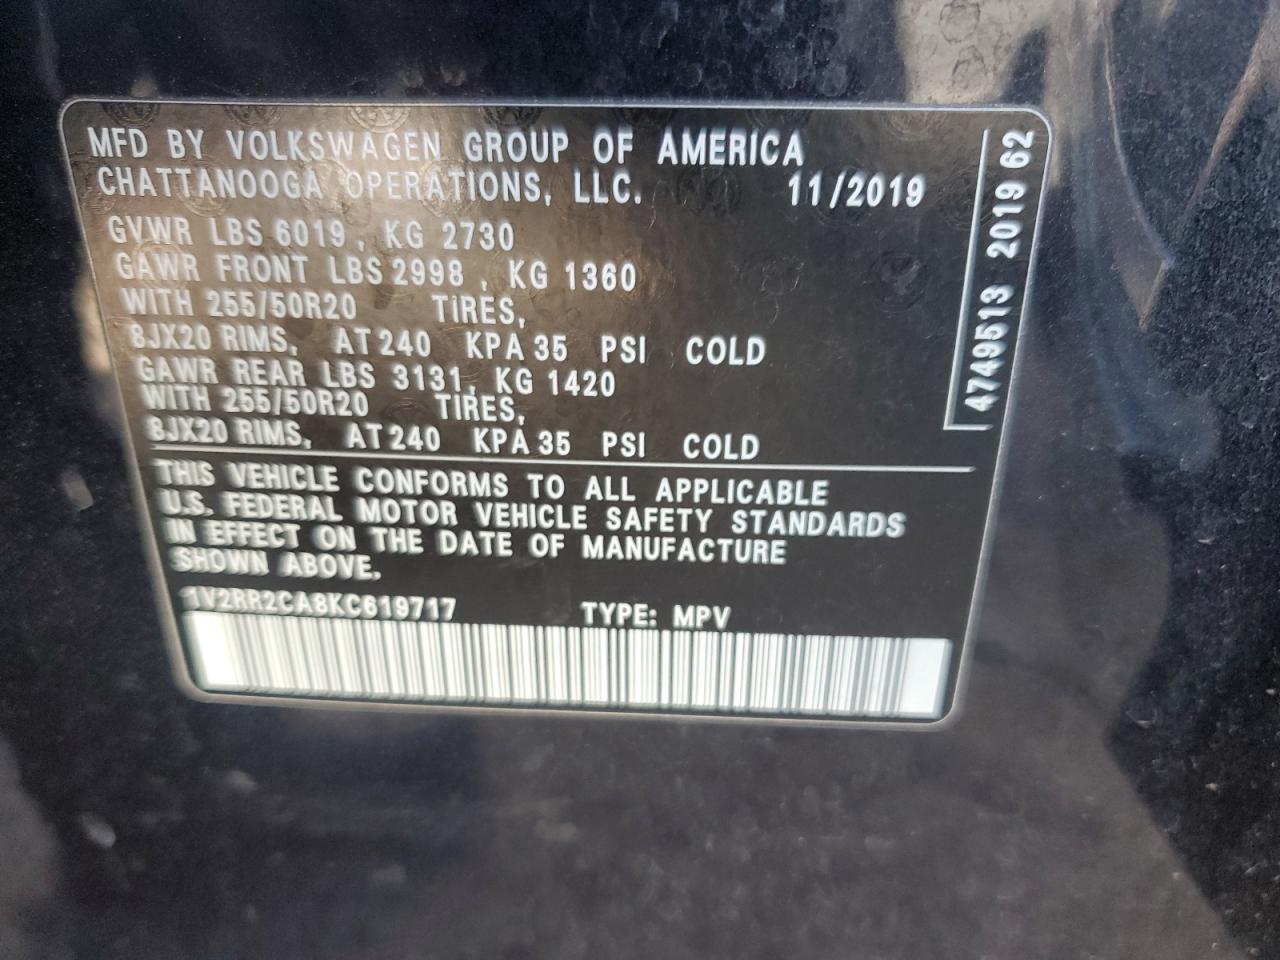 MFD BY VOLKSWAGEN GROUP OF AMERICA
CHATTANOOGA OPERATIONS, LLC. 11/2019
GVWR LBS 6019, KG 2730
GAWR FRONT LBS 2998, KG 1360
WITH 255/50R20 TIRES,
8JX20 RIMS, AT 240 KPA 35 PSI COLD
GAWR REAR LBS 3131, KG 1420
WITH 255/50R20 TIRES,
8JX20 RIMS, AT 240 KPA 35 PSI COLD
THIS VEHICLE CONFORMS TO ALL APPLICABLE
U.S. FEDERAL MOTOR VEHICLE SAFETY STANDARDS
IN EFFECT ON THE DATE OF MANUFACTURE
SHOWN ABOVE.
1V2RR2CA8KC619717 TYPE: MPV
4749513 2019 62